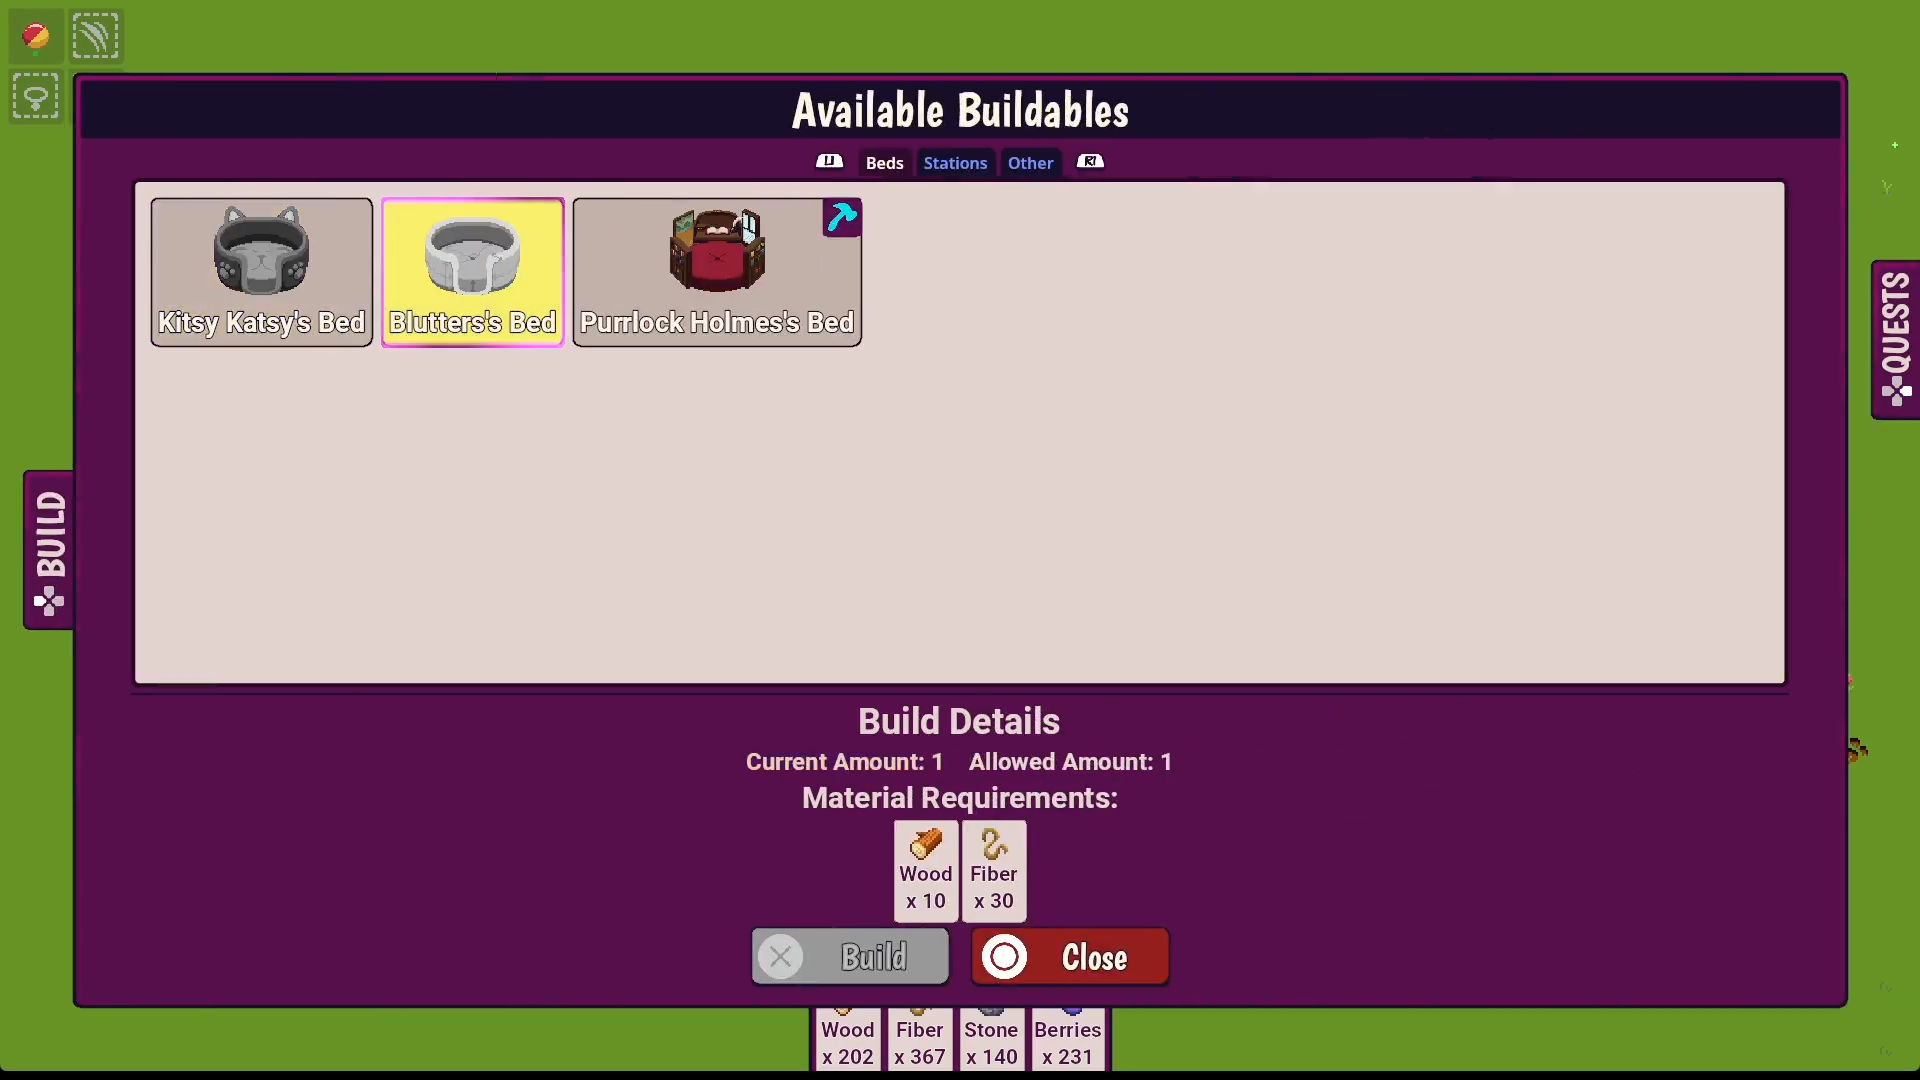 Available Buildables
L1 Beds Stations Other R1
Kitsy Katsy's Bed Blutters's Bed Purrlock Holmes's Bed
QUESTS
BUILD
Build Details
Current Amount: 1 Allowed Amount: 1
Material Requirements:
Wood Fiber
x 10 x 30
Build Close
Wood Fiber Stone Berries
x 202 x 367 x 140 x 231